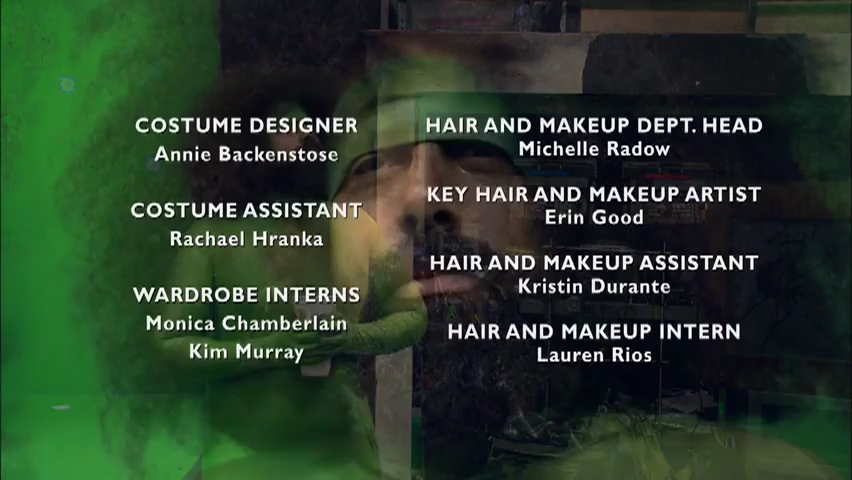 COSTUME DESIGNER
Annie Backenstose
COSTUME ASSISTANT
Rachael Hranka
WARDROBE INTERNS
Monica Chamberlain
Kim Murray
HAIR AND MAKEUP DEPT. HEAD
Michelle Radow
KEY HAIR AND MAKEUP ARTIST
Erin Good
HAIR AND MAKEUP ASSISTANT
Kristin Durante
HAIR AND MAKEUP INTERN
Lauren Rios